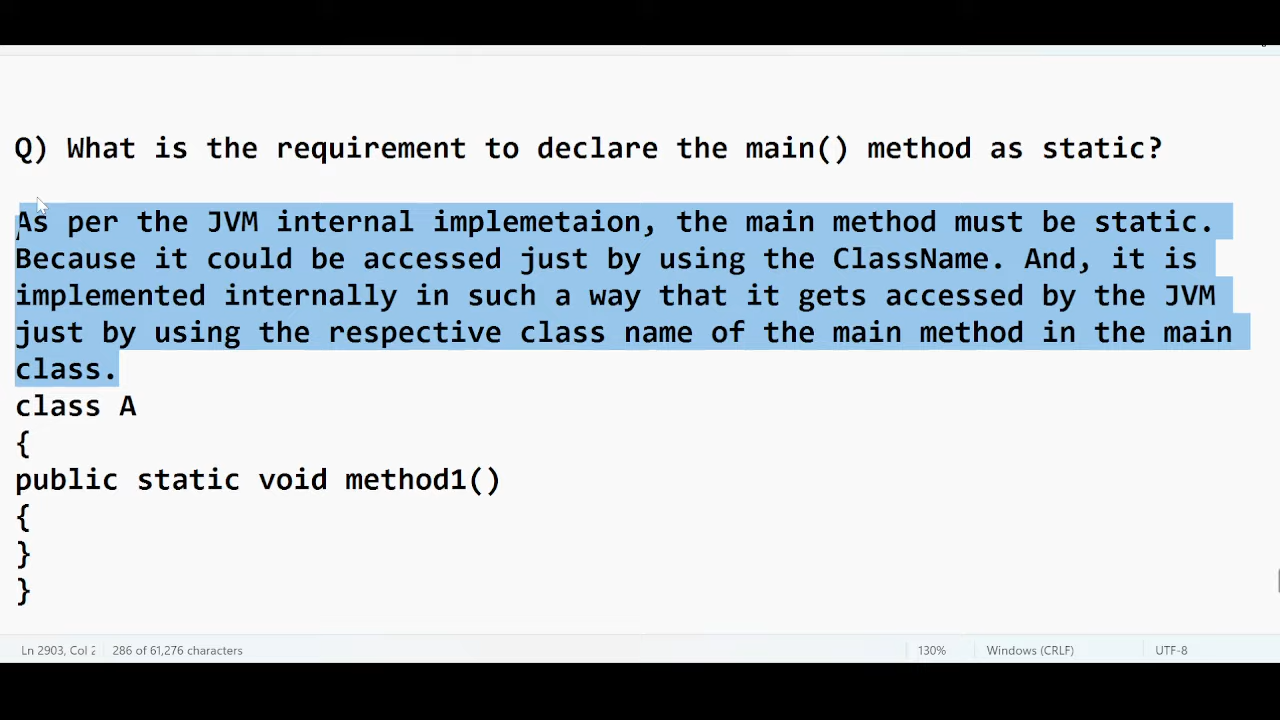 Q) What is the requirement to declare the main() method as static?
As per the JVM internal implemetaion, the main method must be static.
Because it could be accessed just by using the ClassName. And, it is
implemented internally in such a way that it gets accessed by the JVM
just by using the respective class name of the main method in the main
class.
class A
{
public static void method1()
{
}
}
Ln 2903, Col 2 286 of 61,276 characters 130% Windows (CRLF) UTF-8